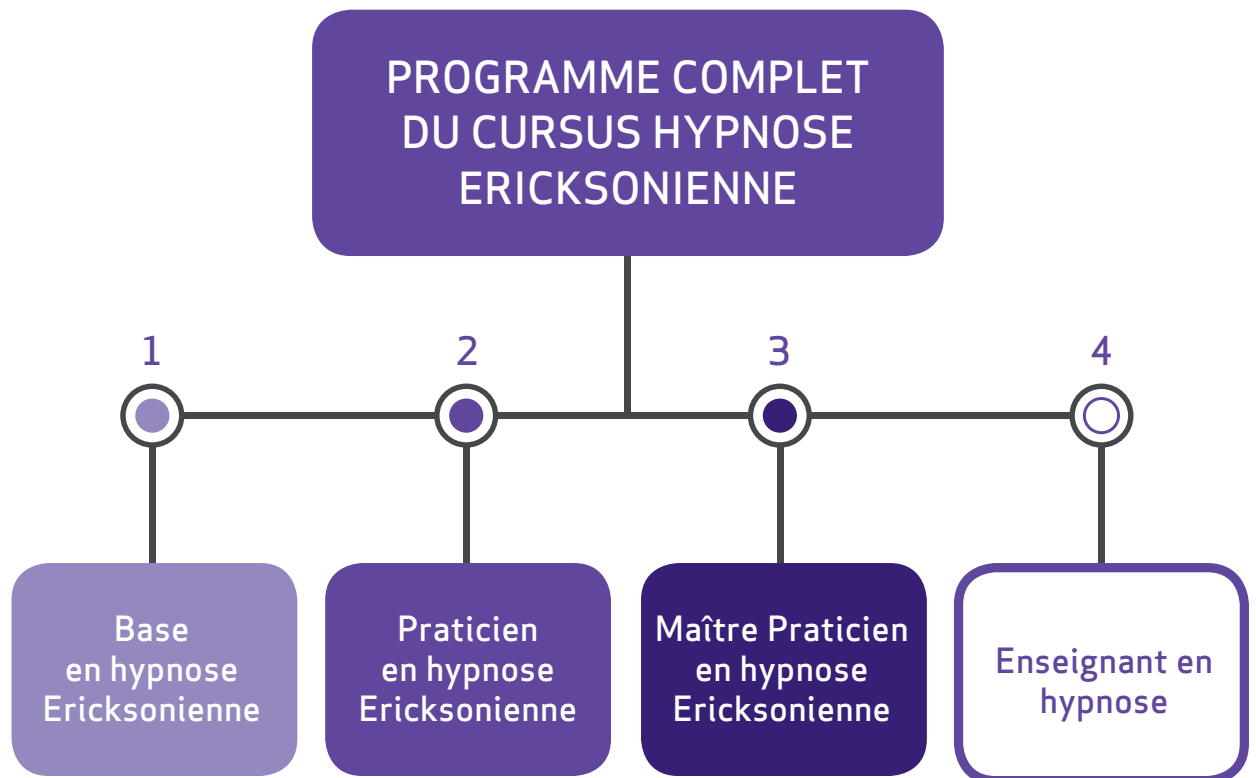 PROGRAMME COMPLET
DU CURSUS HYPNOSE
ERICKSONIENNE
1
2
3
4
Base
en hypnose
Ericksonienne
Praticien
en hypnose
Ericksonienne
Maître Praticien
en hypnose
Ericksonienne
Enseignant en
hypnose